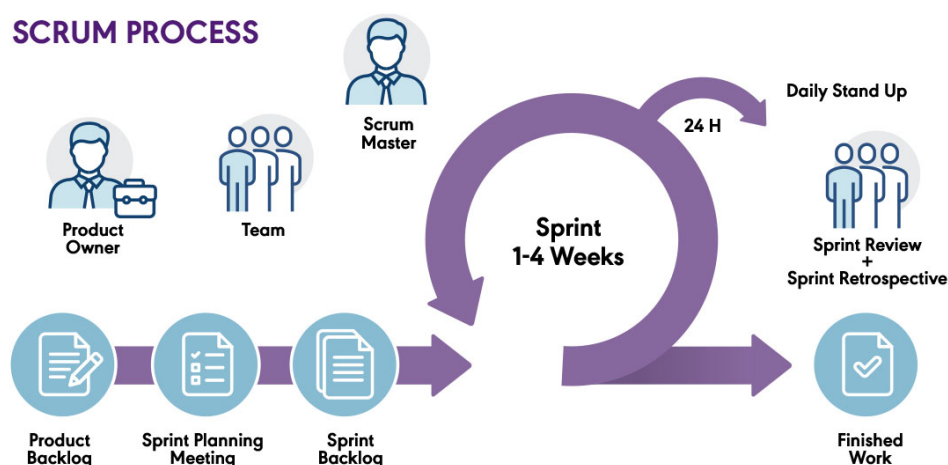 SCRUM PROCESS
Scrum
Master
Product
Owner
Team
24 H
Daily Stand Up
Sprint
1-4 Weeks
Sprint Review
+
Sprint Retrospective
Product
Backlog
Sprint Planning
Meeting
Sprint
Backlog
Finished
Work